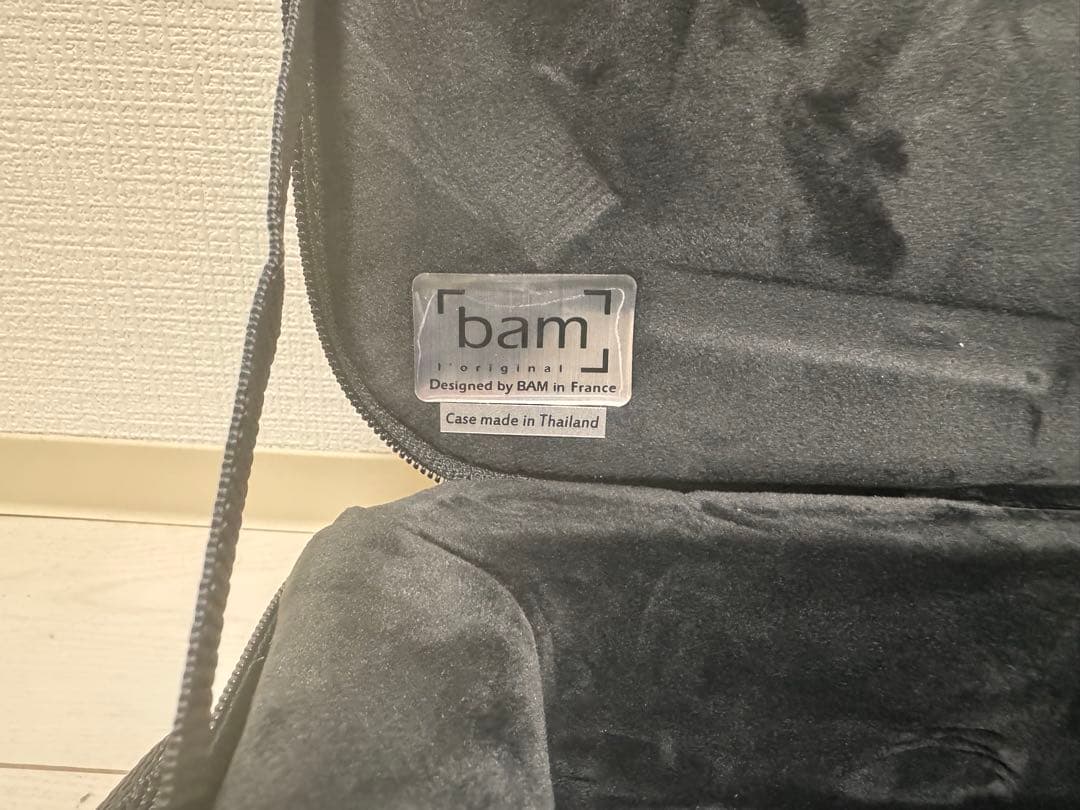 bam
l'original
Designed by BAM in France
Case made in Thailand